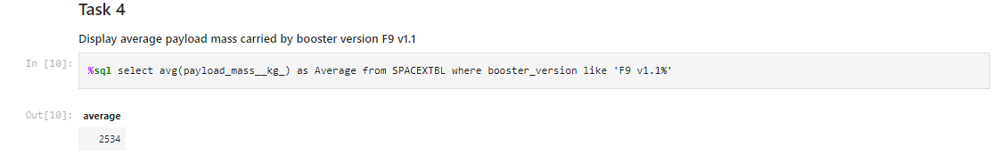 Task 4
Display average payload mass carried by booster version F9 v1.1
In [10]: %sql select avg(payload_mass__kg_) as Average from SPACEXTBL where booster_version like 'F9 v1.1%'
Out[10]: average
2534